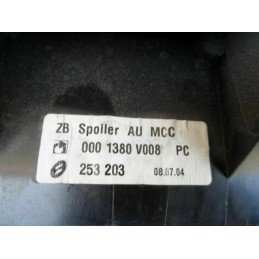 ZB Spoiler AU MCC
000 1380 V008 PC
253 203 08.07.04